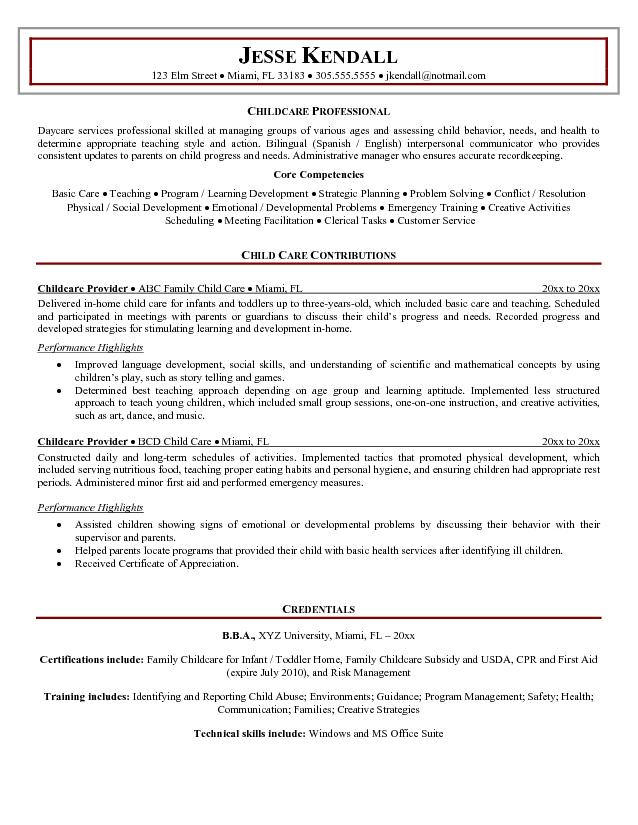 JESSE KENDALL
123 Elm Street ● Miami, FL 33183 ● 305.555.5555 ● jkendall@notmail.com
CHILDCARE PROFESSIONAL
Daycare services professional skilled at managing groups of various ages and assessing child behavior, needs, and health to
determine appropriate teaching style and action. Bilingual (Spanish / English) interpersonal communicator who provides
consistent updates to parents on child progress and needs. Administrative manager who ensures accurate recordkeeping.
Core Competencies
Basic Care ● Teaching ● Program / Learning Development ● Strategic Planning ● Problem Solving ● Conflict / Resolution
Physical / Social Development ● Emotional / Developmental Problems ● Emergency Training ● Creative Activities
Scheduling ● Meeting Facilitation ● Clerical Tasks ● Customer Service
CHILD CARE CONTRIBUTIONS
Childcare Provider ● ABC Family Child Care ● Miami, FL 20xx to 20xx
Delivered in-home child care for infants and toddlers up to three-years-old, which included basic care and teaching. Scheduled
and participated in meetings with parents or guardians to discuss their child's progress and needs. Recorded progress and
developed strategies for stimulating learning and development in-home.
Performance Highlights
● Improved language development, social skills, and understanding of scientific and mathematical concepts by using
children's play, such as story telling and games.
● Determined best teaching approach depending on age group and learning aptitude. Implemented less structured
approach to teach young children, which included small group sessions, one-on-one instruction, and creative activities,
such as art, dance, and music.
Childcare Provider ● BCD Child Care ● Miami, FL 20xx to 20xx
Constructed daily and long-term schedules of activities. Implemented tactics that promoted physical development, which
included serving nutritious food, teaching proper eating habits and personal hygiene, and ensuring children had appropriate rest
periods. Administered minor first aid and performed emergency measures.
Performance Highlights
● Assisted children showing signs of emotional or developmental problems by discussing their behavior with their
supervisor and parents.
● Helped parents locate programs that provided their child with basic health services after identifying ill children.
● Received Certificate of Appreciation.
CREDENTIALS
B.B.A., XYZ University, Miami, FL – 20xx
Certifications include: Family Childcare for Infant / Toddler Home, Family Childcare Subsidy and USDA, CPR and First Aid
(expire July 2010), and Risk Management
Training includes: Identifying and Reporting Child Abuse; Environments; Guidance; Program Management; Safety; Health;
Communication; Families; Creative Strategies
Technical skills include: Windows and MS Office Suite